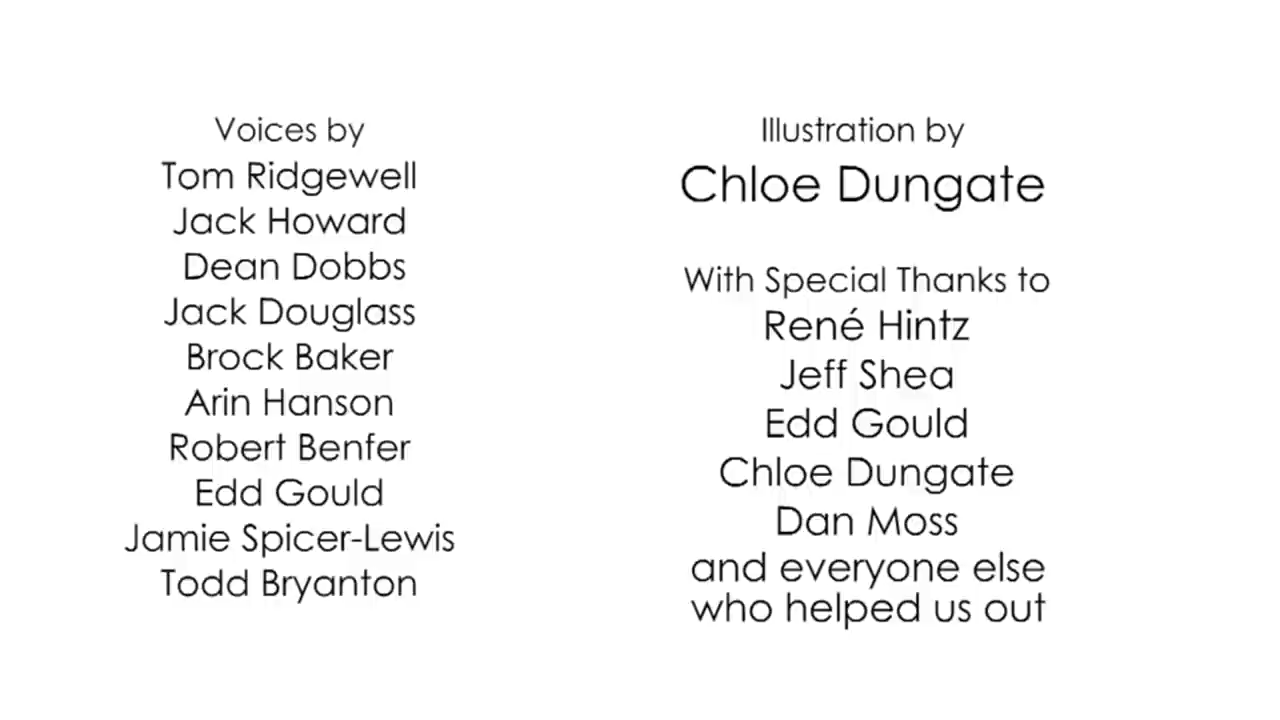 Voices by
Tom Ridgewell
Jack Howard
Dean Dobbs
Jack Douglass
Brock Baker
Arin Hanson
Robert Benfer
Edd Gould
Jamie Spicer-Lewis
Todd Bryanton
Illustration by
Chloe Dungate
With Special Thanks to
René Hintz
Jeff Shea
Edd Gould
Chloe Dungate
Dan Moss
and everyone else
who helped us out